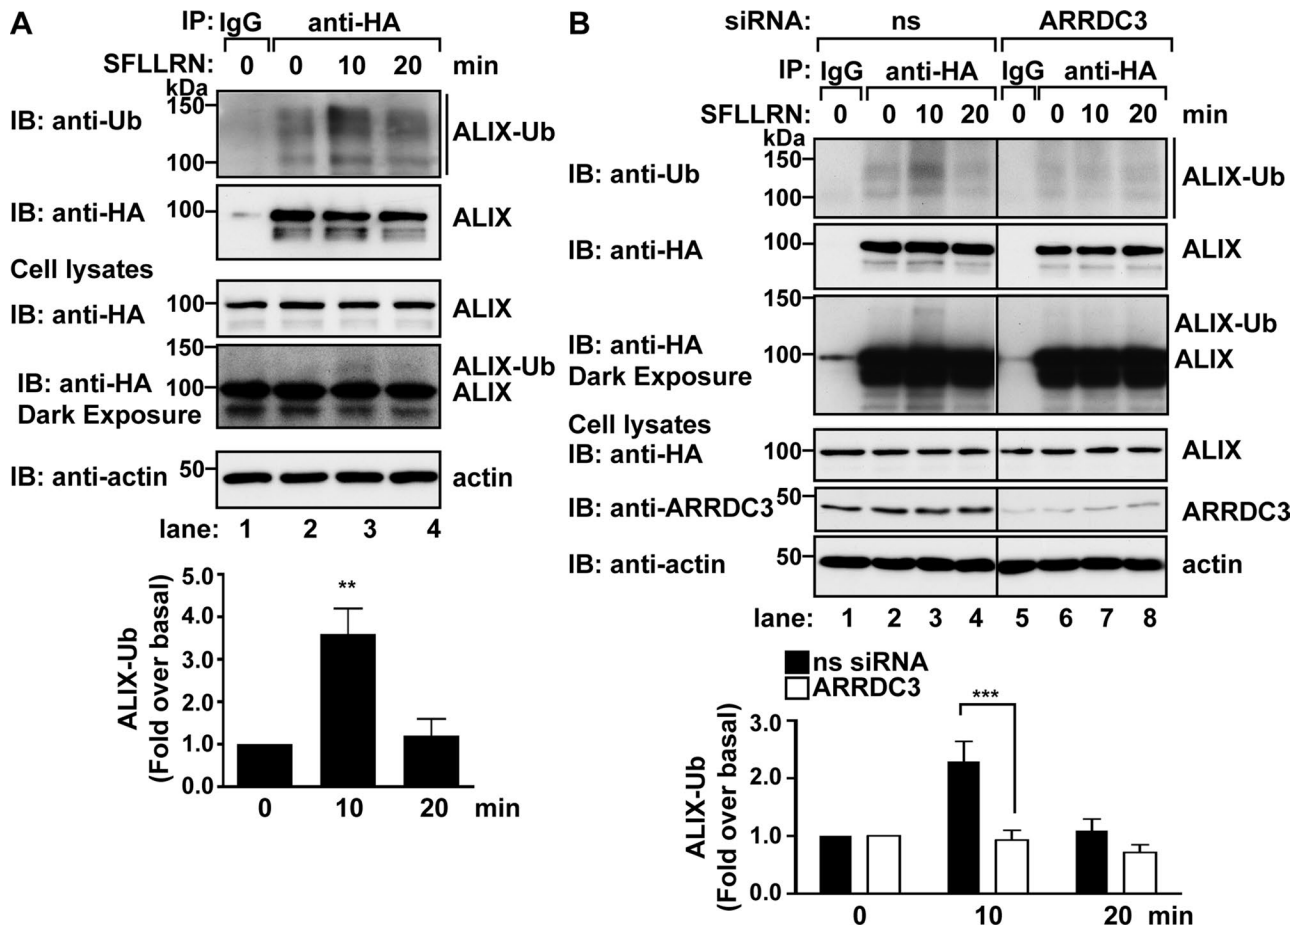 A
IP: IgG anti-HA
SFLLRN: 0 0 10 20 min
kDa
150
IB: anti-Ub
ALIX-Ub
100
IB: anti-HA 100 ALIX
Cell lysates
IB: anti-HA 100 ALIX
150
ALIX-Ub
IB: anti-HA 100 ALIX
Dark Exposure
IB: anti-actin 50 actin
lane: 1 2 3 4
ALIX-Ub
(Fold over basal)
5.0
4.0
3.0
2.0
1.0
0.0
**
0 10 20 min
B
siRNA: ns ARRDC3
IP: IgG anti-HA IgG anti-HA
SFLLRN: 0 0 10 20 0 0 10 20 min
kDa
150
IB: anti-Ub ALIX-Ub
100
IB: anti-HA 100 ALIX
150
ALIX-Ub
IB: anti-HA 100 ALIX
Dark Exposure
Cell lysates
IB: anti-HA 100 ALIX
IB: anti-ARRDC3 50 ARRDC3
IB: anti-actin 50 actin
lane: 1 2 3 4 5 6 7 8
ns siRNA
ARRDC3
ALIX-Ub
(Fold over basal)
3.0
2.0
1.0
0.0
***
0 10 20 min